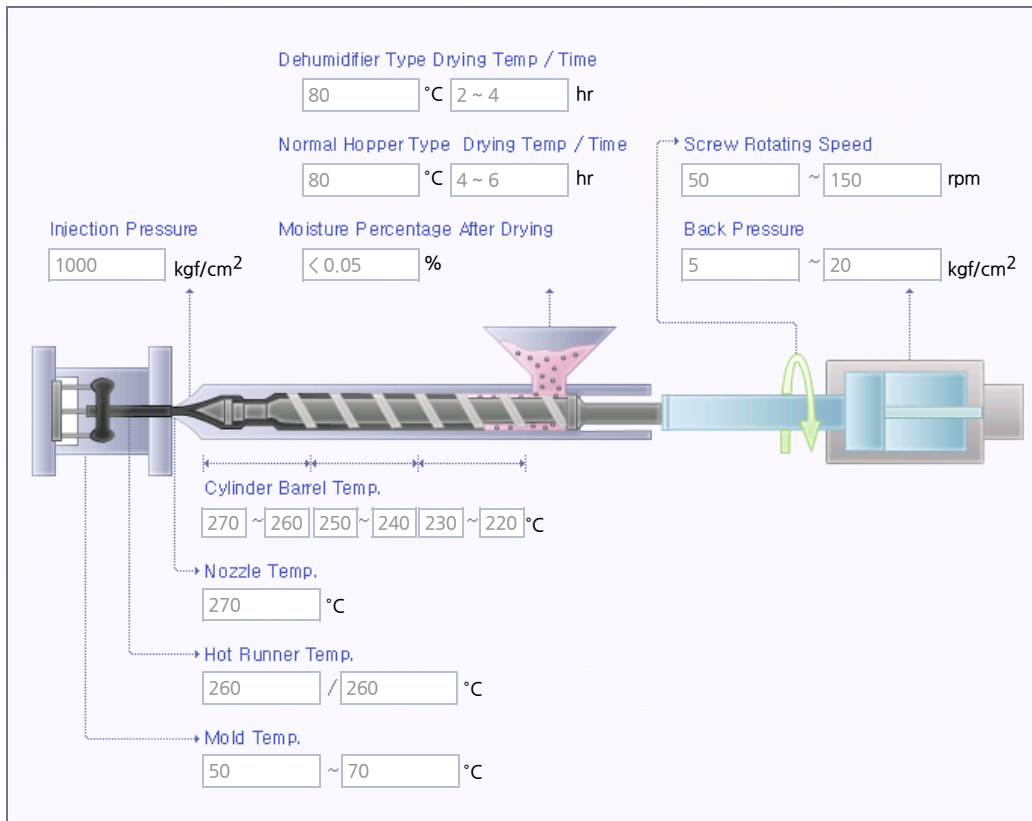 Dehumidifier Type Drying Temp / Time
80 °C 2 ~ 4 hr
Normal Hopper Type Drying Temp / Time
80 °C 4 ~ 6 hr
Screw Rotating Speed
50 ~ 150 rpm
Injection Pressure
1000 kgf/cm2
Moisture Percentage After Drying
< 0.05 %
Back Pressure
5 ~ 20 kgf/cm2
Cylinder Barrel Temp.
270 ~ 260 250 ~ 240 230 ~ 220 °C
Nozzle Temp.
270 °C
Hot Runner Temp.
260 / 260 °C
Mold Temp.
50 ~ 70 °C